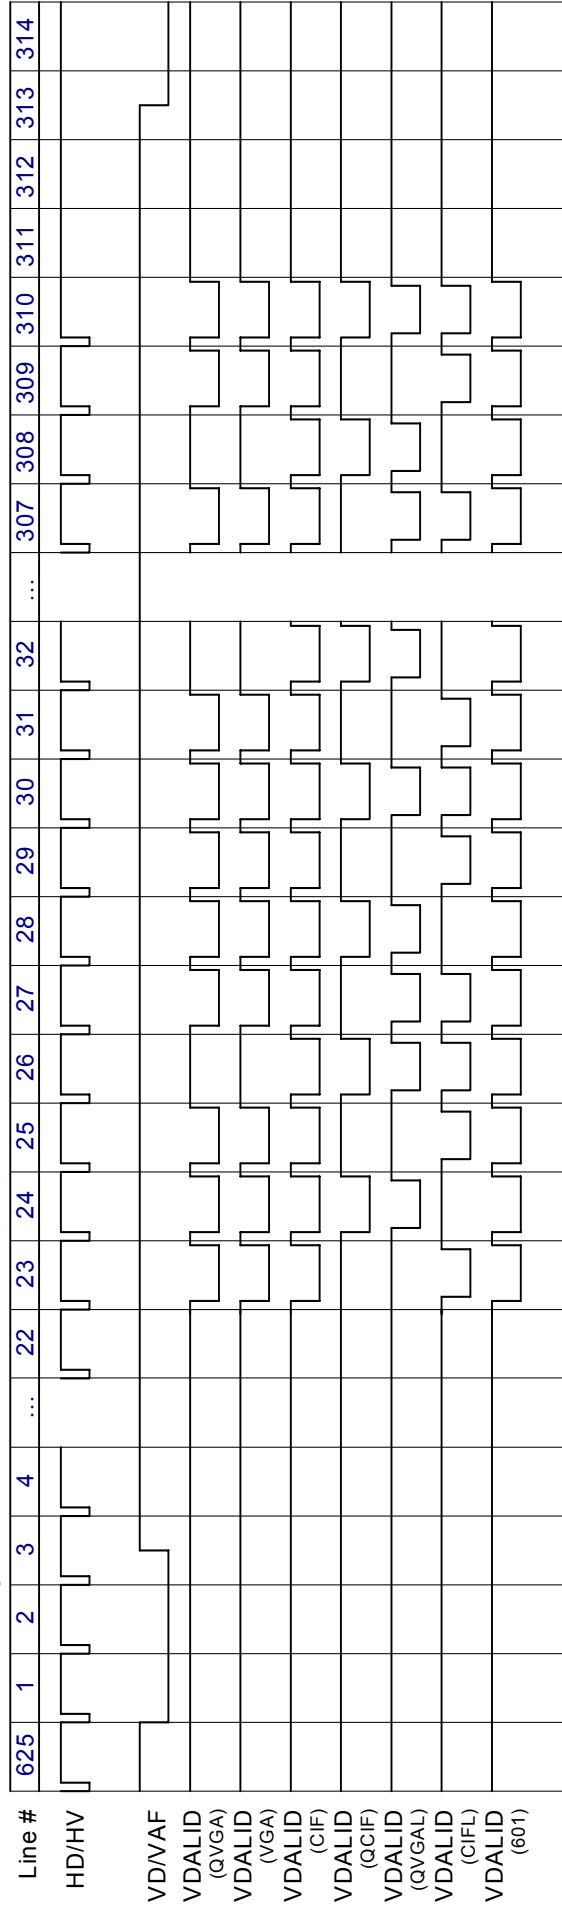 Line # 625 1 2 3 4 ... 22 23 24 25 26 27 28 29 30 31 32 ... 307 308 309 310 311 312 313 314
HD/HV
VD/VAF
VDALID
(QVGA)
VDALID
(VGA)
VDALID
(CIF)
VDALID
(QCIF)
VDALID
(QVGAL)
VDALID
(CIFL)
VDALID
(601)